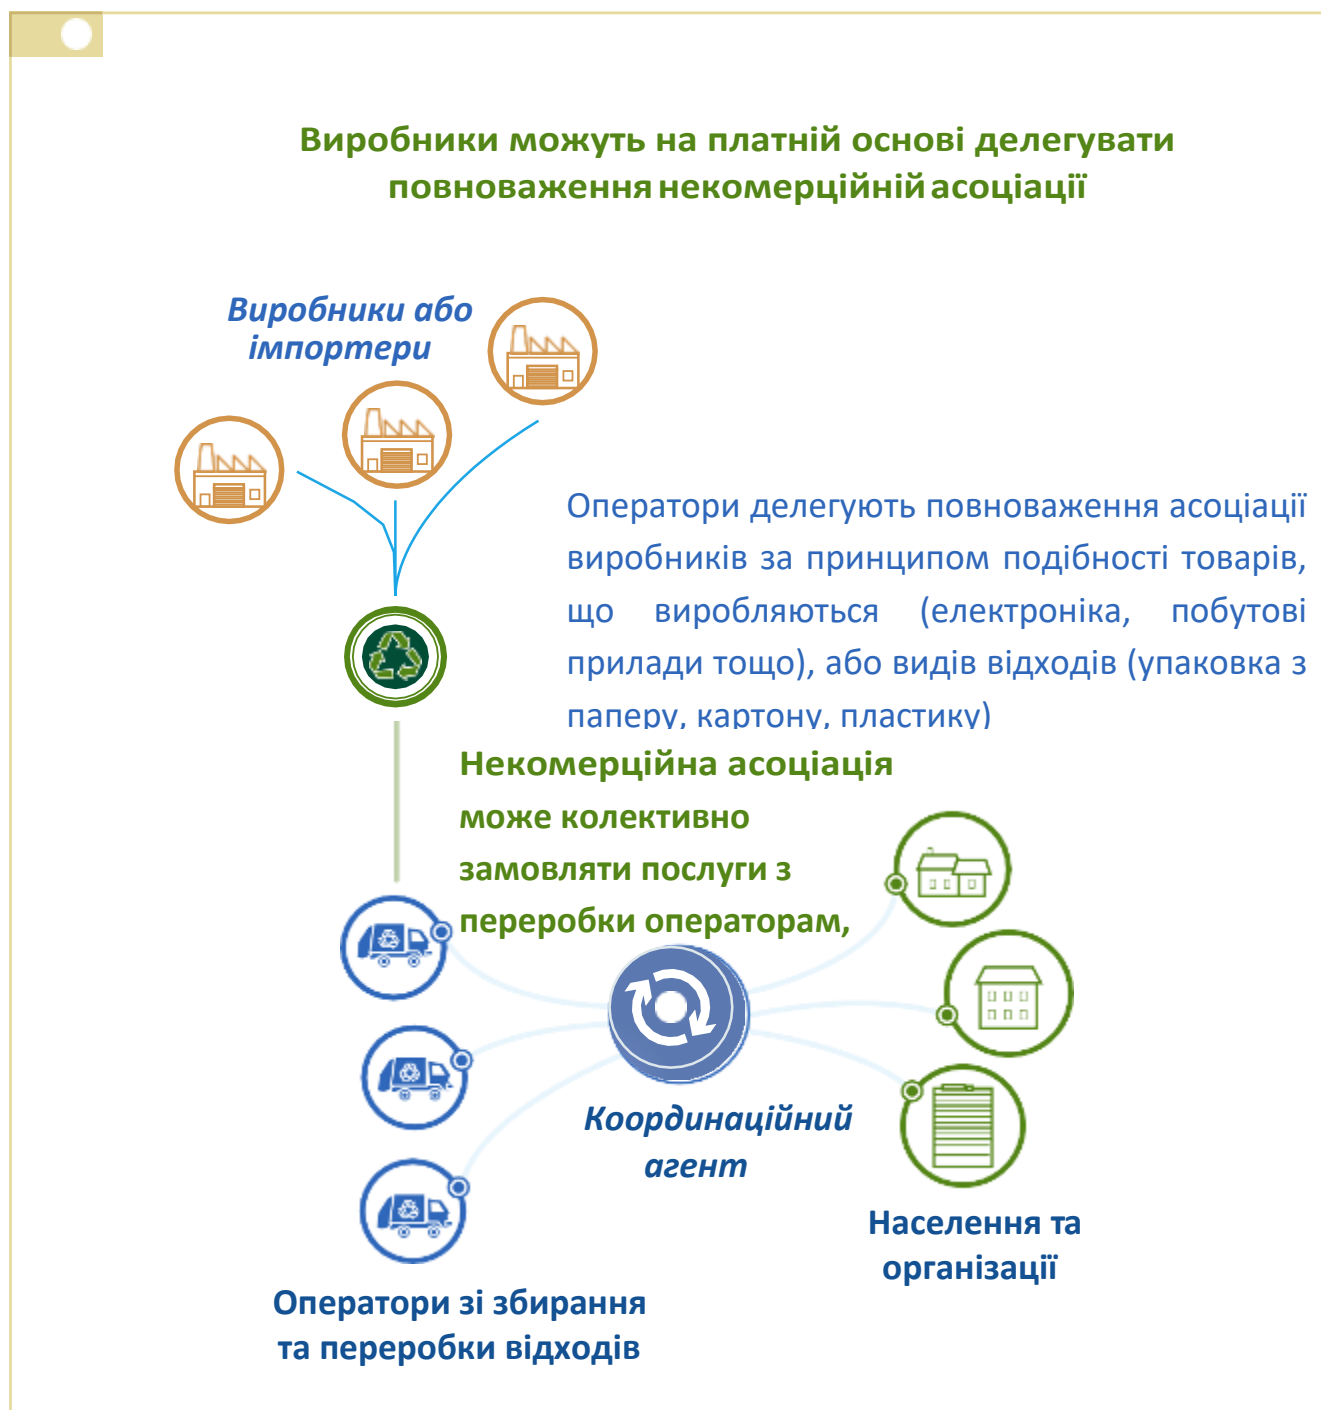 Виробники можуть на платній основі делегувати
повноваження некомерційній асоціації
Виробники або
імпортери
Оператори делегують повноваження асоціації
виробників за принципом подібності товарів,
що виробляються (електроніка, побутові
прилади тощо), або видів відходів (упаковка з
паперу, картону, пластику)
Некомерційна асоціація
може колективно
замовляти послуги з
переробки операторам,
Координаційний
агент
Населення та
організації
Оператори зі збирання
та переробки відходів